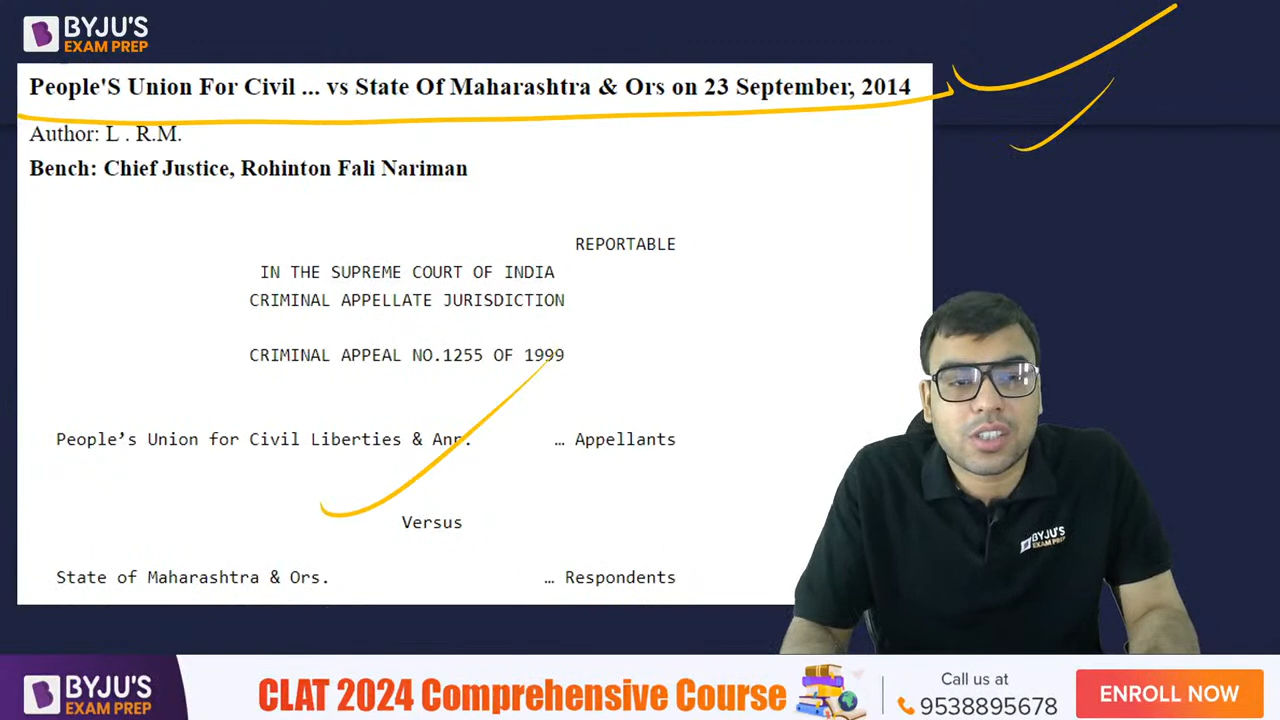 BYJU'S
EXAM PREP
People'S Union For Civil ... vs State Of Maharashtra & Ors on 23 September, 2014
Author: L . R.M.
Bench: Chief Justice, Rohinton Fali Nariman
REPORTABLE
IN THE SUPREME COURT OF INDIA
CRIMINAL APPELLATE JURISDICTION
CRIMINAL APPEAL NO.1255 OF 1999
People’s Union for Civil Liberties & Anr. … Appellants
Versus
State of Maharashtra & Ors. … Respondents
BYJU'S
EXAM PREP
BYJU'S
EXAM PREP
CLAT 2024 Comprehensive Course
Call us at
9538895678
ENROLL NOW